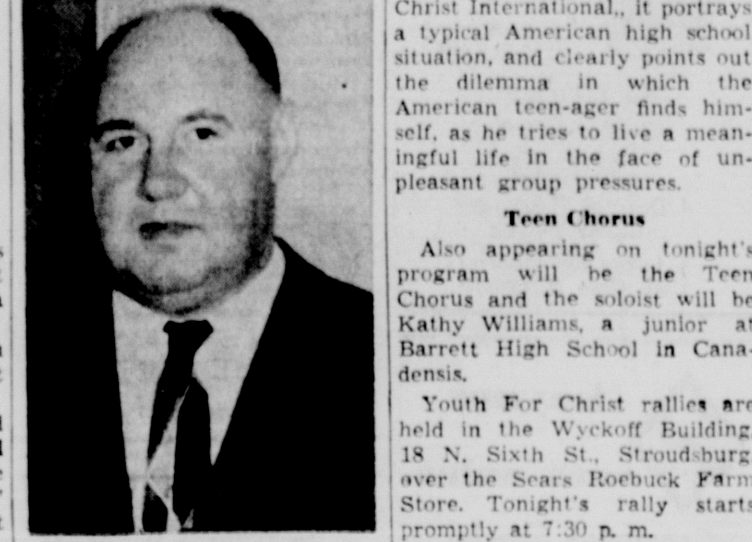 Christ International,, it portrays
a typical American high school
situation, and clearly points out
the dilemma in which the
American teen-ager finds him-
self, as he tries to live a mean-
ingful life in the face of un-
pleasant group pressures.
Teen Chorus
Also appearing on tonight's
program will be the Teen
Chorus and the soloist will be
Kathy Williams, a junior at
Barrett High School in Cana-
densis.
Youth For Christ rallies are
held in the Wyckoff Building
18 N. Sixth St., Stroudsburg
over the Sears Roebuck Farm
Store. Tonight's rally starts
promptly at 7:30 p. m.